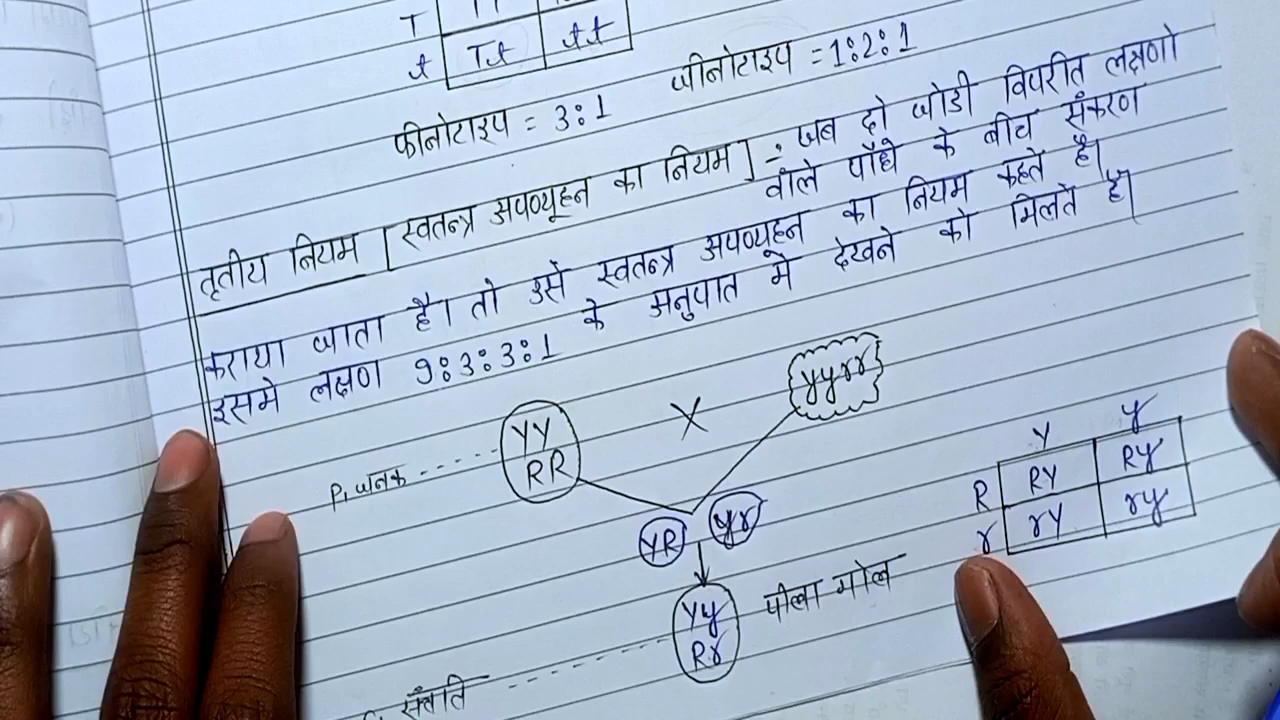 T
t Tt tt
फीनोटाइप = 3:1 जीनोटाइप = 1:2:1
तृतीय नियम [स्वतन्त्र अपव्यूहन का नियम] :- जब दो जोडी विपरीत लक्षणो
वाले पौधे के बीच संकरण
कराया जाता है। तो उसे स्वतन्त्र अपव्यूहन का नियम कहते है।
इसमे लक्षण 9:3:3:1 के अनुपात मे देखने को मिलते है।
P₁ जनक YY RR X yyrr
YR yr
Yy Rr पीला गोल
संतति
Y y
R RY Ry
r rY ry